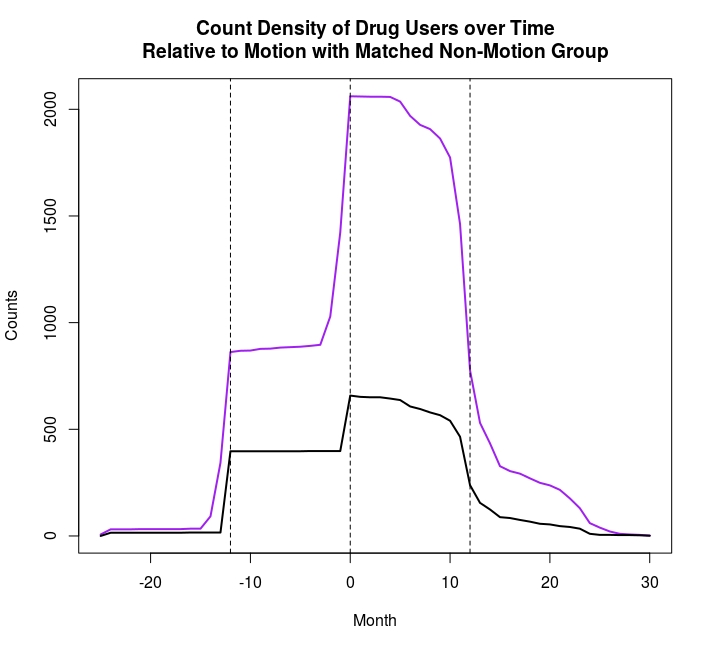 Count Density of Drug Users over Time
Relative to Motion with Matched Non-Motion Group
Counts
2000
1500
1000
500
0
-20 -10 0 10 20 30
Month